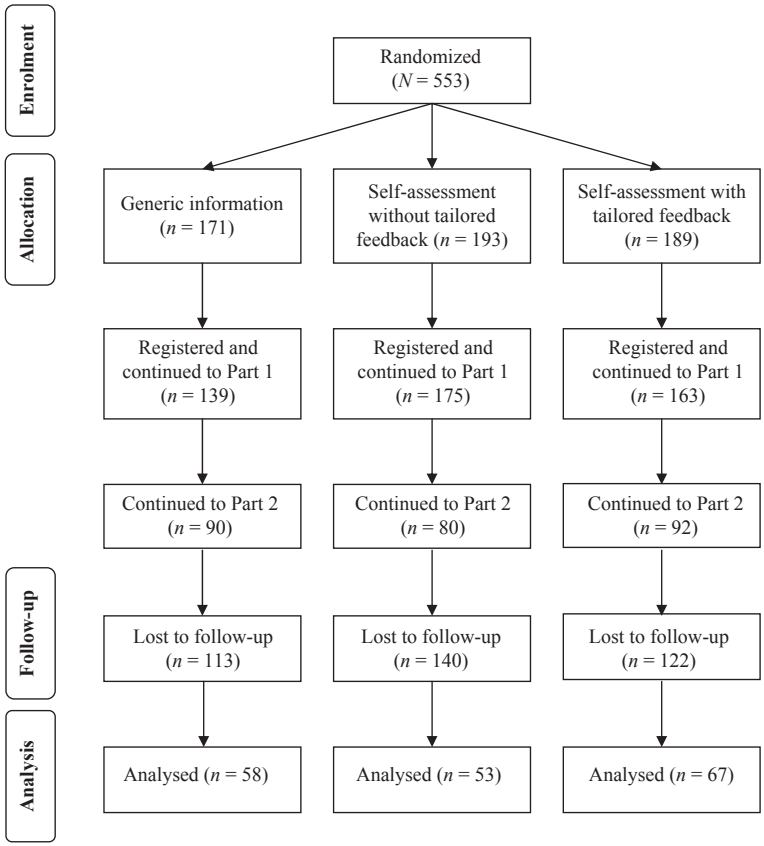 Enrolment
Randomized
(N = 553)
Allocation
Generic information
(n = 171)
Self-assessment
without tailored
feedback (n = 193)
Self-assessment with
tailored feedback
(n = 189)
Registered and
continued to Part 1
(n = 139)
Registered and
continued to Part 1
(n = 175)
Registered and
continued to Part 1
(n = 163)
Continued to Part 2
(n = 90)
Continued to Part 2
(n = 80)
Continued to Part 2
(n = 92)
Follow-up
Lost to follow-up
(n = 113)
Lost to follow-up
(n = 140)
Lost to follow-up
(n = 122)
Analysis
Analysed (n = 58)
Analysed (n = 53)
Analysed (n = 67)